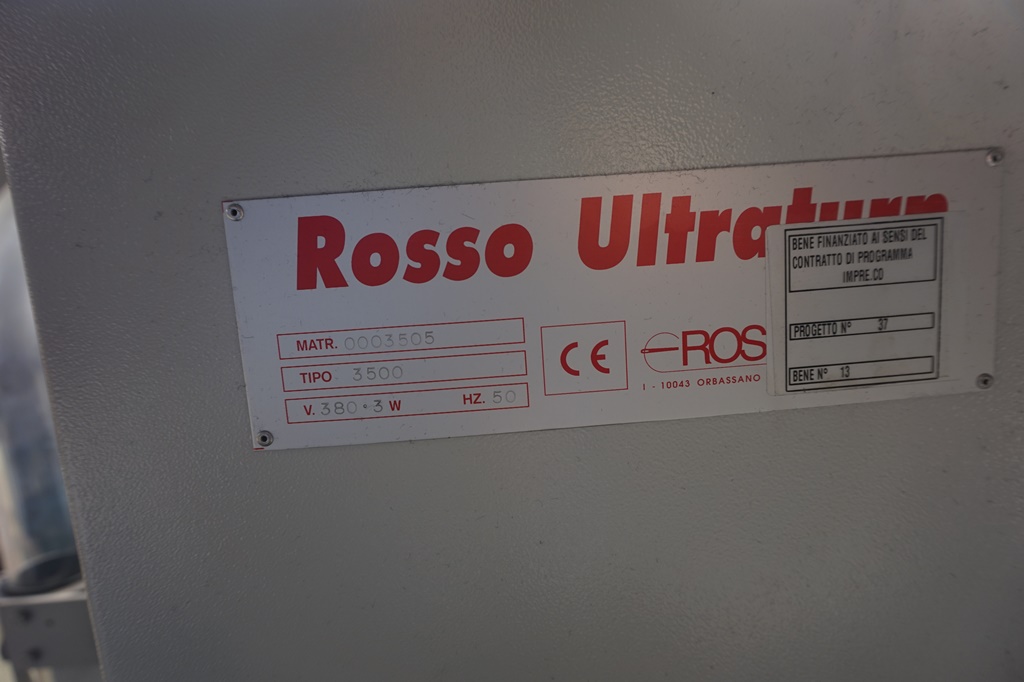 Rosso Ultraturn
MATR. 0003505
TIPO 3500
V. 380·3 W HZ. 50
CE
ROS
I - 10043 ORBASSANO
BENE FINANZIATO AI SENSI DEL
CONTRATTO DI PROGRAMMA
IMPRE.CO
PROGETTO N° 37
BENE N° 13